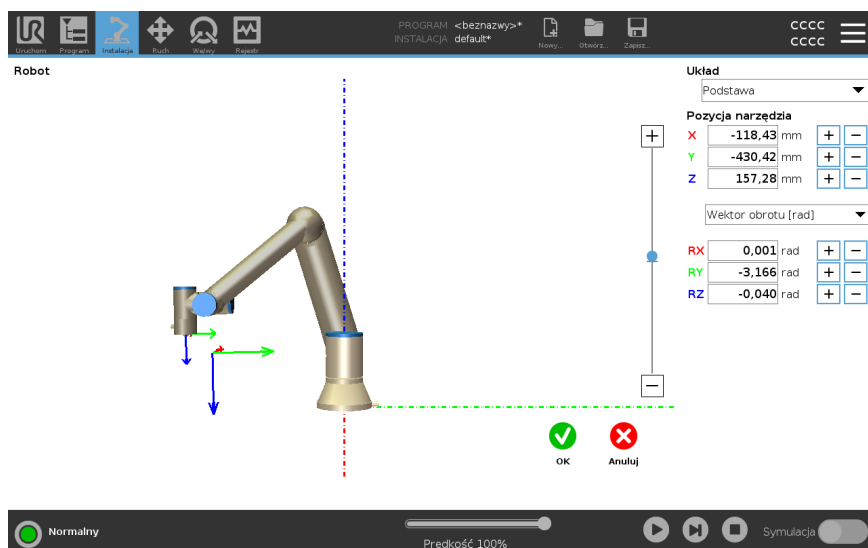 UR
PROGRAM <beznazwy>*
INSTALACJA default*
Uruchom Program Instalacja Ruch We/wy Rejestr
Nowy... Otwórz... Zapisz...
CCCC
CCCC
Robot
Układ
Podstawa
Pozycja narzędzia
X -118,43 mm + −
Y -430,42 mm + −
Z 157,28 mm + −
Wektor obrotu [rad]
RX 0,001 rad + −
RY -3,166 rad + −
RZ -0,040 rad + −
OK Anuluj
Normalny
Prędkość 100%
Symulacja